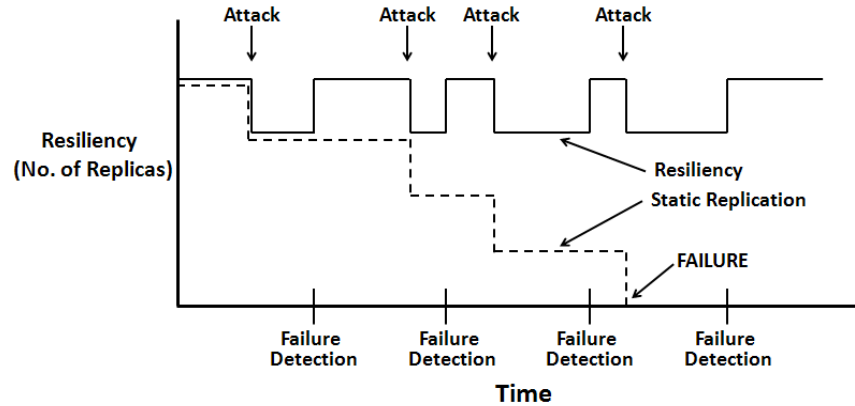 Attack Attack Attack Attack
Resiliency
(No. of Replicas)
Resiliency
Static Replication
FAILURE
Failure Failure Failure Failure
Detection Detection Detection Detection
Time